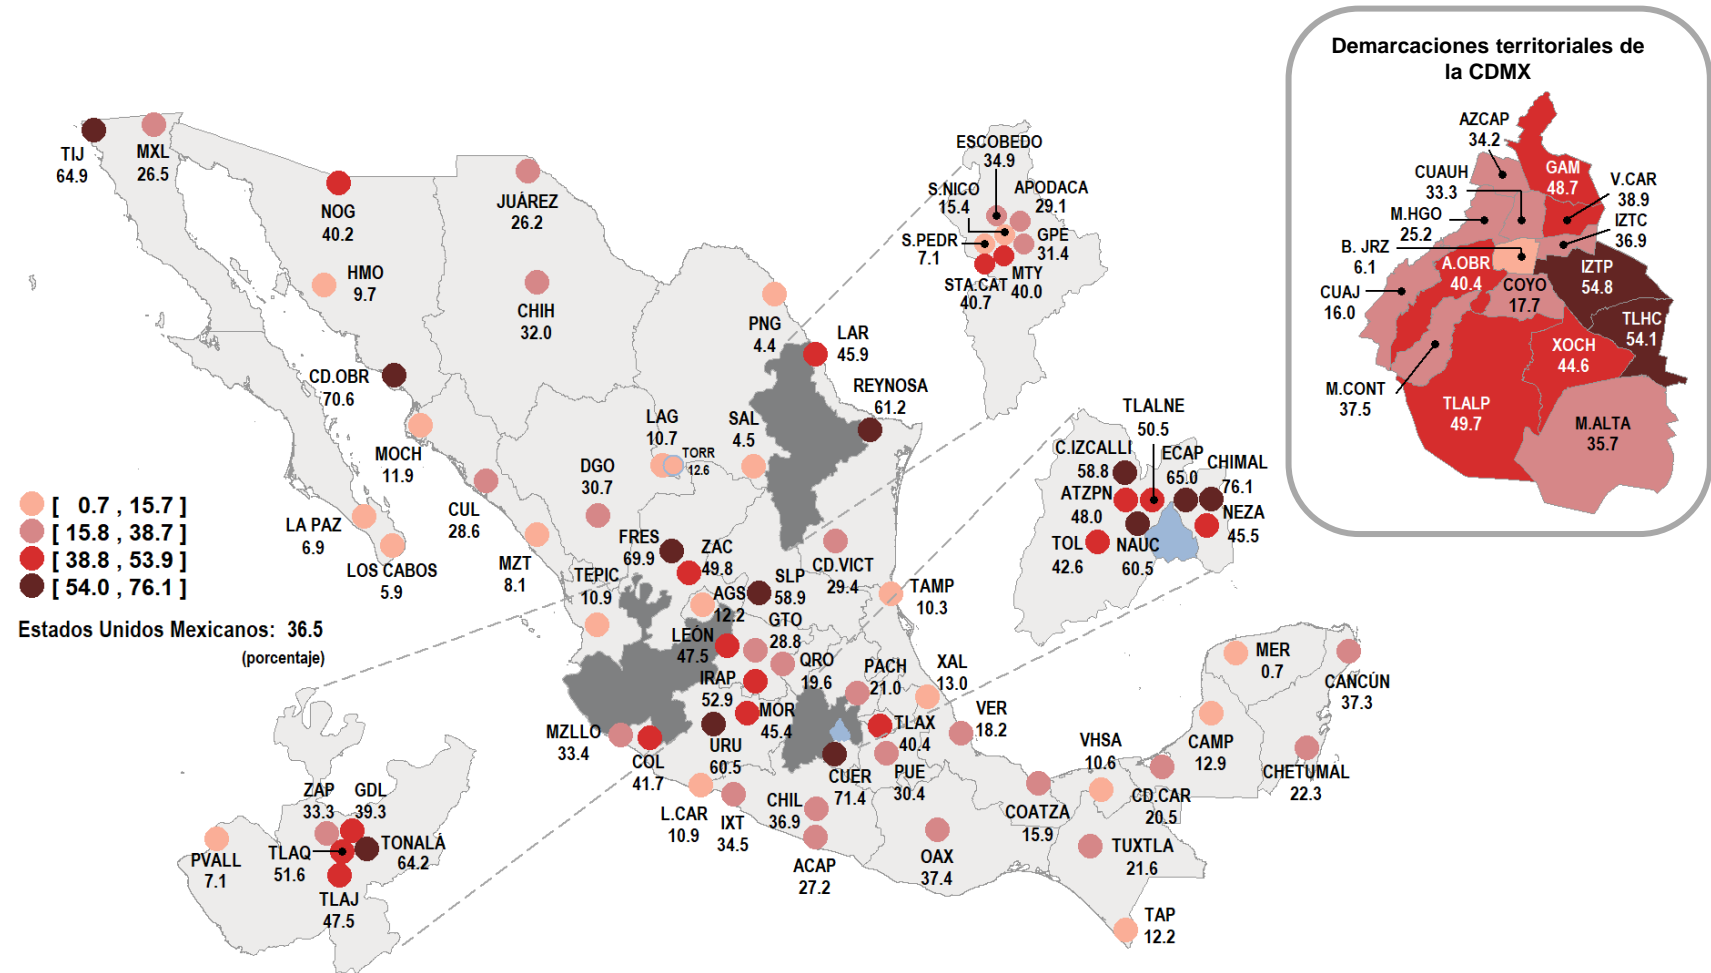 Demarcaciones territoriales de
la CDMX
AZCAP
34.2
CUAUH
33.3
GAM
48.7
V.CAR
38.9
M.HGO
25.2
IZTC
36.9
B. JRZ
6.1
A.OBR
40.4
IZTP
54.8
CUAJ
16.0
COYO
17.7
TLHC
54.1
XOCH
44.6
M.CONT
37.5
TLALP
49.7
M.ALTA
35.7
TIJ
64.9
MXL
26.5
NOG
40.2
JUÁREZ
26.2
HMO
9.7
CHIH
32.0
ESCOBEDO
34.9
S.NICO
15.4
APODACA
29.1
S.PEDR
7.1
GPE
31.4
STA.CAT
40.7
MTY
40.0
PNG
4.4
LAR
45.9
CD.OBR
70.6
REYNOSA
61.2
MOCH
11.9
LAG
10.7
TORR
12.6
SAL
4.5
DGO
30.7
CUL
28.6
TLALNE
50.5
C.IZCALLI
58.8
ECAP
65.0
CHIMAL
76.1
ATZPN
48.0
NEZA
45.5
TOL
42.6
NAUC
60.5
[ 0.7 , 15.7 ]
[ 15.8 , 38.7 ]
[ 38.8 , 53.9 ]
[ 54.0 , 76.1 ]
Estados Unidos Mexicanos: 36.5
(porcentaje)
LA PAZ
6.9
LOS CABOS
5.9
MZT
8.1
FRES
69.9
ZAC
49.8
TEPIC
10.9
AGS
12.2
SLP
58.9
CD.VICT
29.4
TAMP
10.3
LEÓN
47.5
GTO
28.8
QRO
19.6
IRAP
52.9
PACH
21.0
XAL
13.0
MZLLO
33.4
COL
41.7
MOR
45.4
URU
60.5
TLAX
40.4
VER
18.2
CUER
71.4
PUE
30.4
L.CAR
10.9
IXT
34.5
CHIL
36.9
ACAP
27.2
OAX
37.4
COATZA
15.9
VHSA
10.6
CD.CAR
20.5
CAMP
12.9
MER
0.7
CANCÚN
37.3
CHETUMAL
22.3
TUXTLA
21.6
TAP
12.2
ZAP
33.3
GDL
39.3
PVALL
7.1
TLAQ
51.6
TONALÁ
64.2
TLAJ
47.5